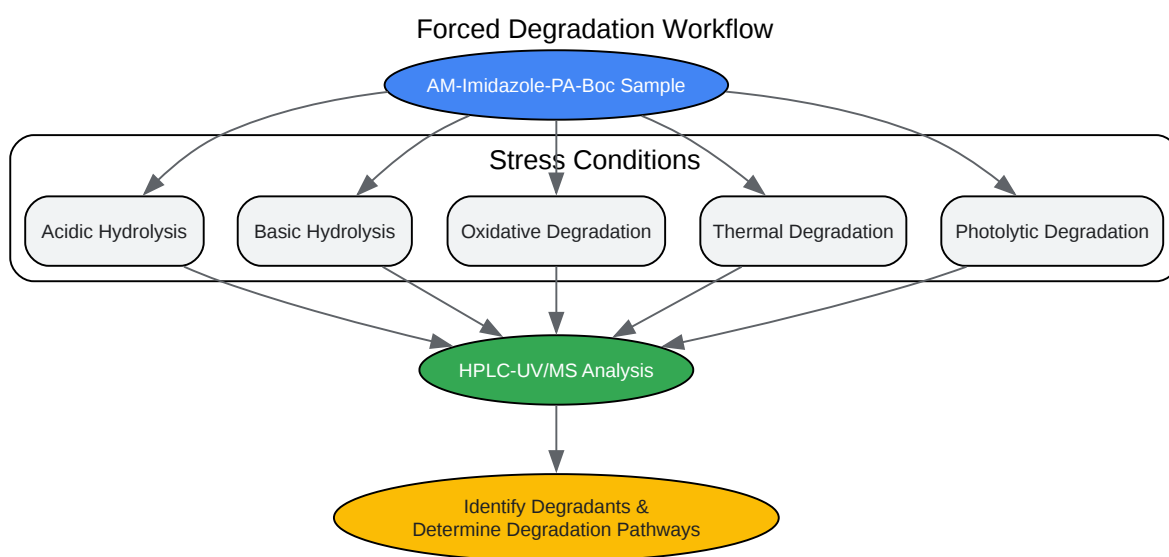 Forced Degradation Workflow
AM-Imidazole-PA-Boc Sample
Stress Conditions
Acidic Hydrolysis
Basic Hydrolysis
Oxidative Degradation
Thermal Degradation
Photolytic Degradation
HPLC-UV/MS Analysis
Identify Degradants &
Determine Degradation Pathways